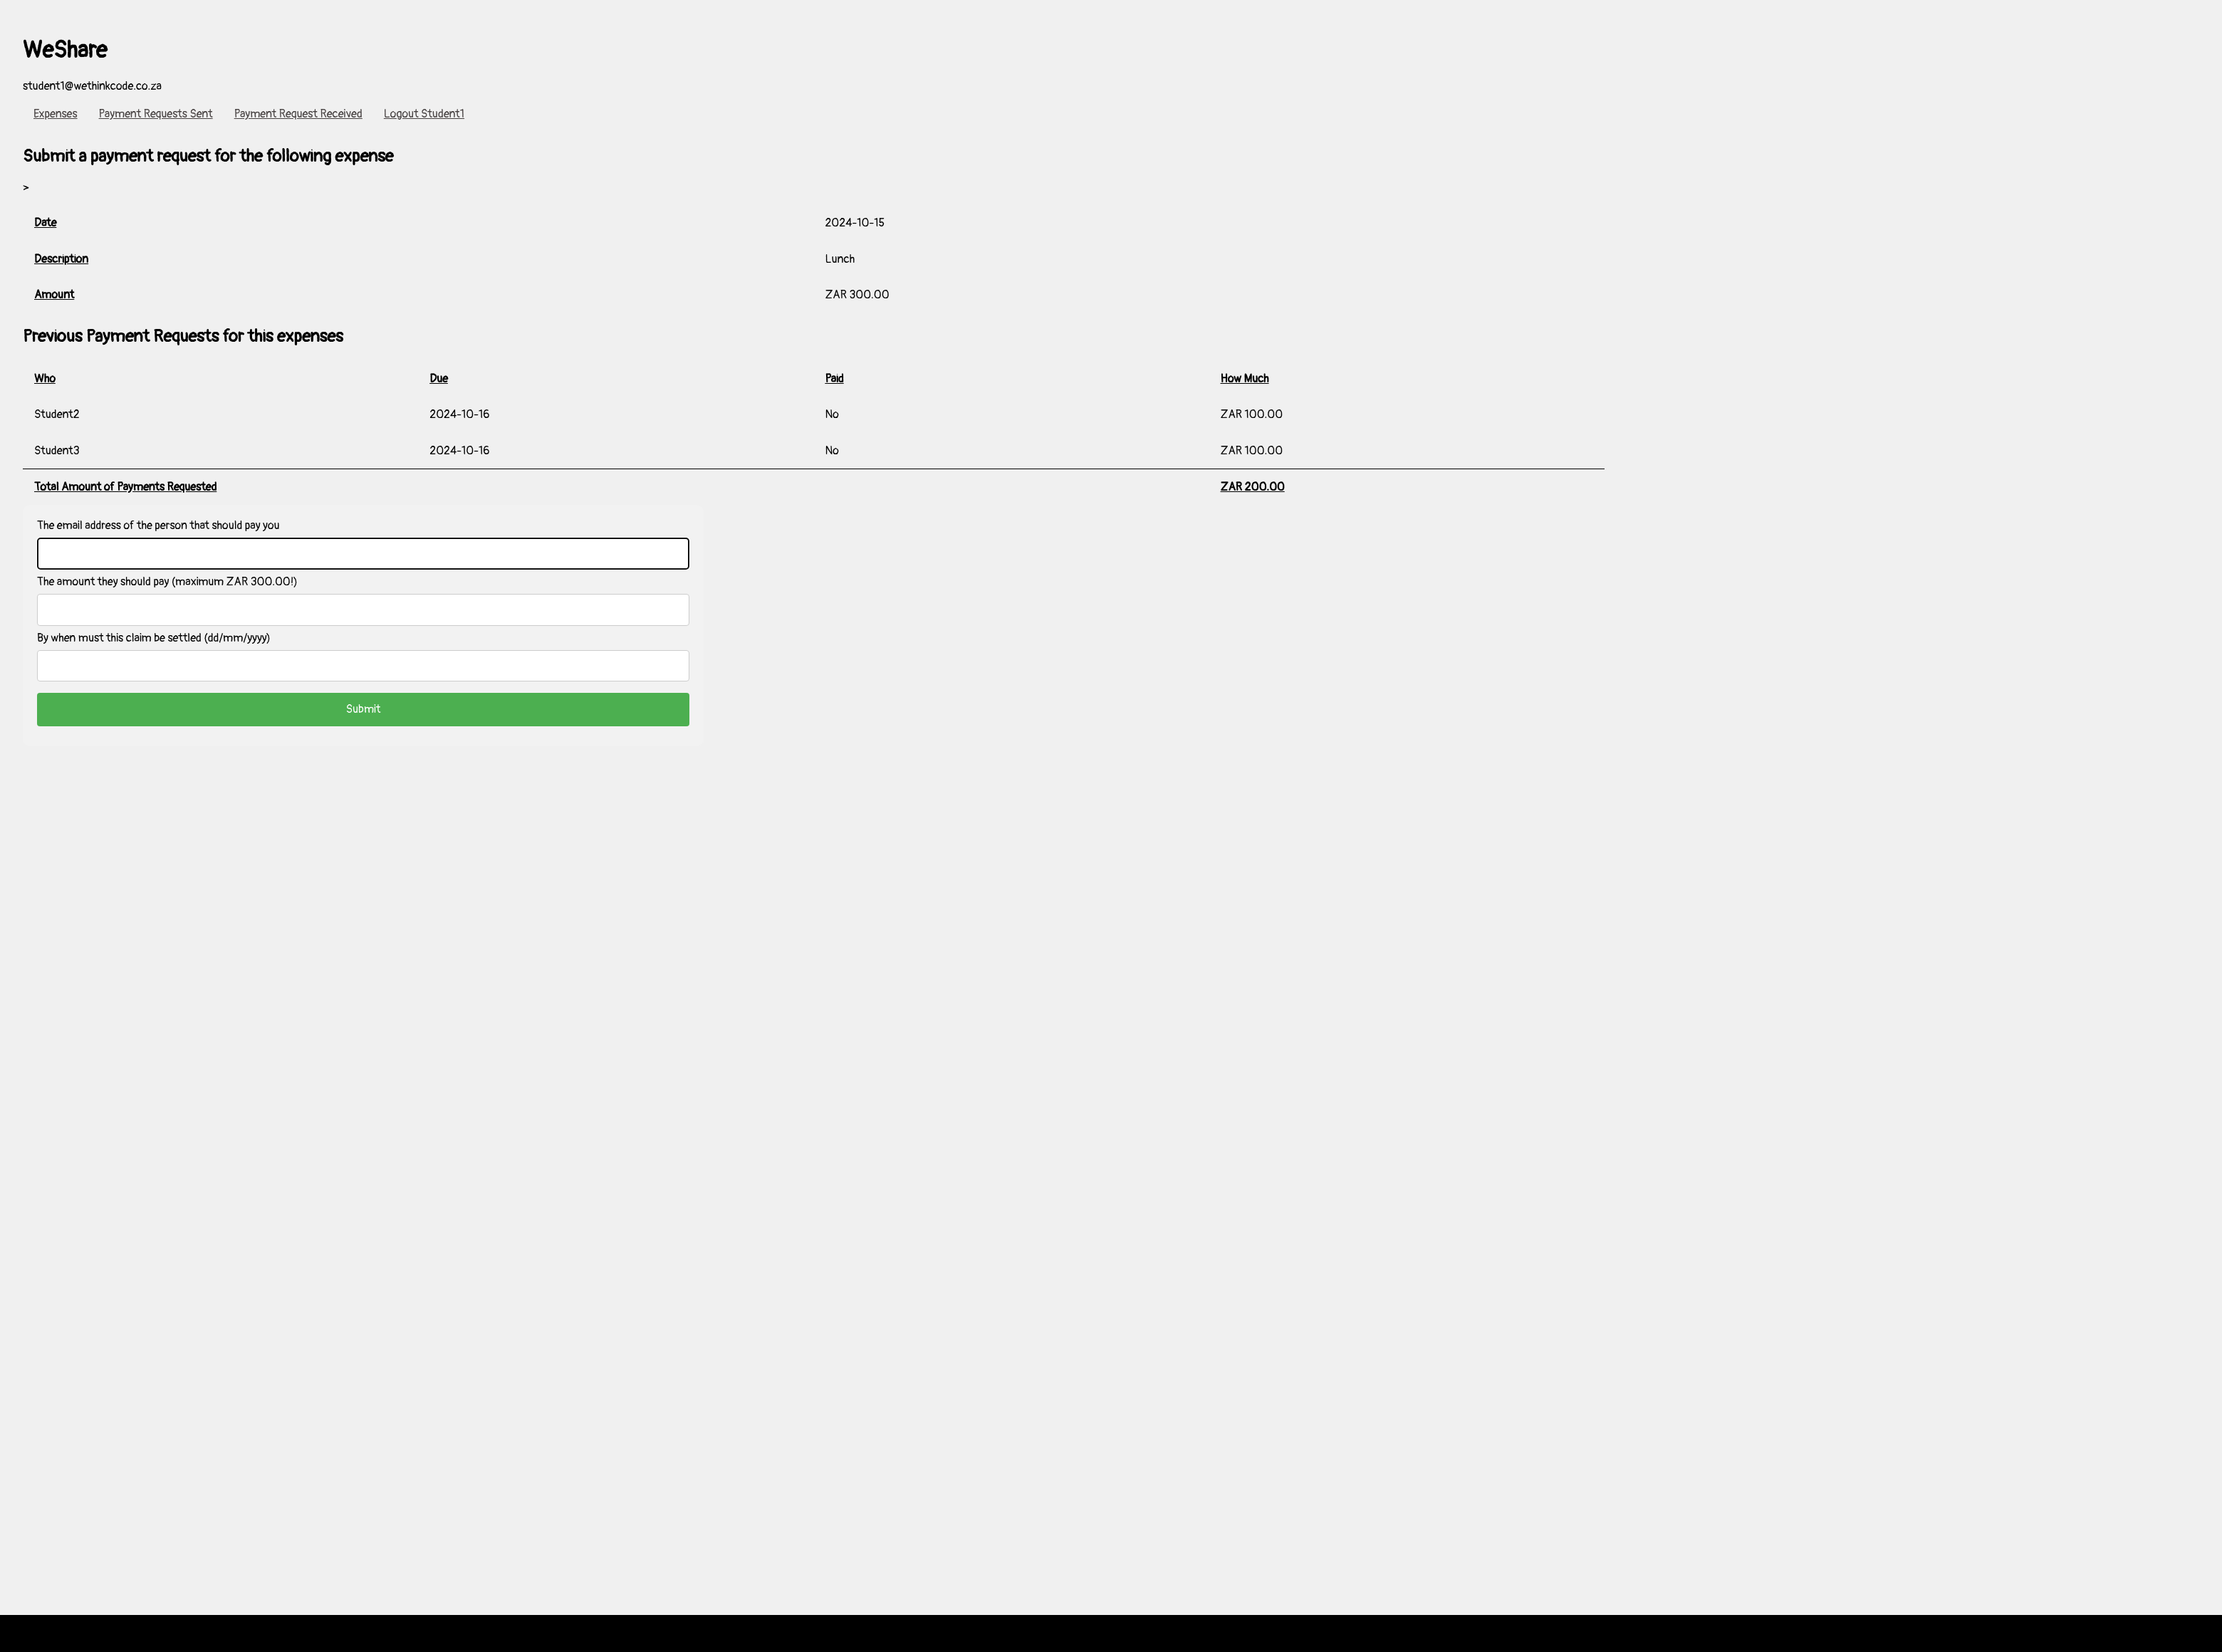 WeShare
student1@wethinkcode.co.za
Expenses Payment Requests Sent Payment Request Received Logout Student1
Submit a payment request for the following expense
>
Date 2024-10-15
Description Lunch
Amount ZAR 300.00
Previous Payment Requests for this expenses
Who Due Paid How Much
Student2 2024-10-16 No ZAR 100.00
Student3 2024-10-16 No ZAR 100.00
Total Amount of Payments Requested ZAR 200.00
The email address of the person that should pay you
The amount they should pay (maximum ZAR 300.00!)
By when must this claim be settled (dd/mm/yyyy)
Submit